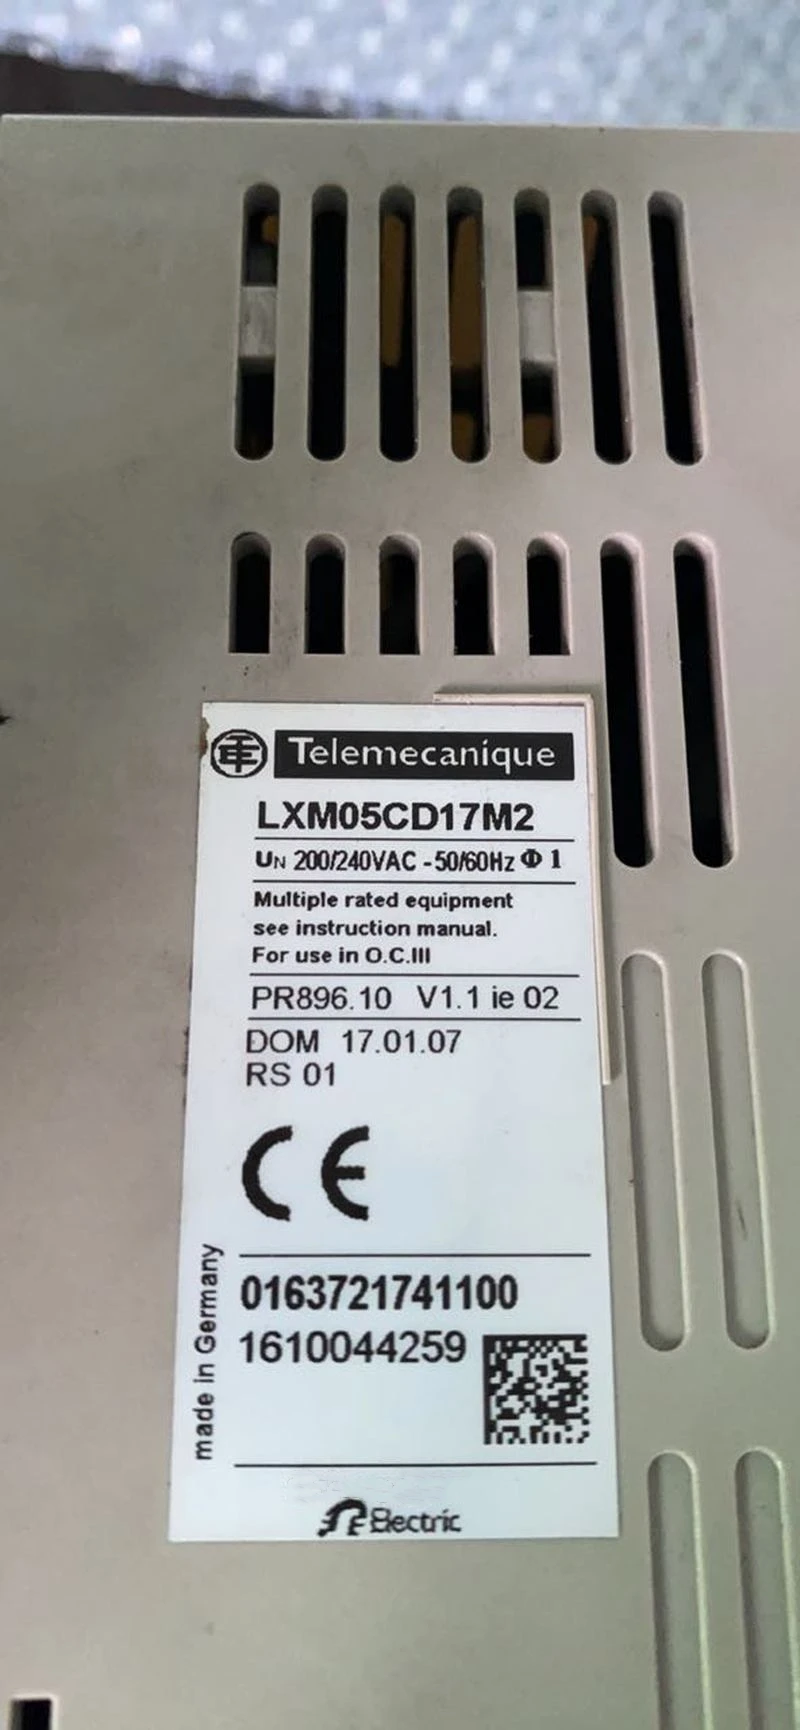 Telemecanique
LXM05CD17M2
UN 200/240VAC - 50/60Hz Φ 1
Multiple rated equipment
see instruction manual.
For use in O.C.III
PR896.10 V1.1 ie 02
DOM 17.01.07
RS 01
CE
0163721741100
1610044259
made in Germany
Electric